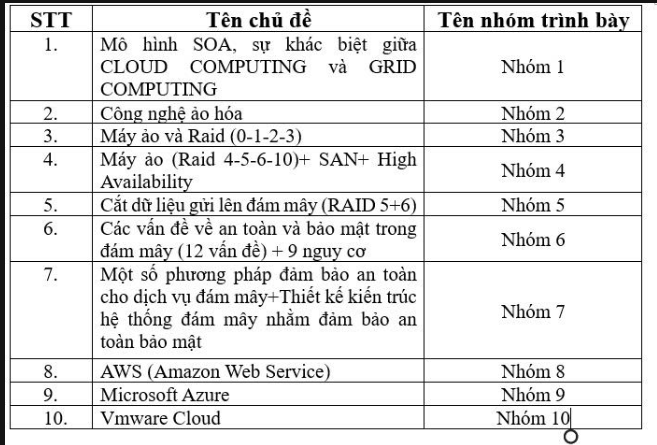 STT Tên chủ đề Tên nhóm trình bày
1. Mô hình SOA, sự khác biệt giữa
CLOUD COMPUTING và GRID
COMPUTING
Nhóm 1
2. Công nghệ ảo hóa Nhóm 2
3. Máy ảo và Raid (0-1-2-3) Nhóm 3
4. Máy ảo (Raid 4-5-6-10)+ SAN+ High
Availability
Nhóm 4
5. Cắt dữ liệu gửi lên đám mây (RAID 5+6) Nhóm 5
6. Các vấn đề về an toàn và bảo mật trong
đám mây (12 vấn đề) + 9 nguy cơ
Nhóm 6
7. Một số phương pháp đảm bảo an toàn
cho dịch vụ đám mây+Thiết kế kiến trúc
hệ thống đám mây nhằm đảm bảo an
toàn bảo mật
Nhóm 7
8. AWS (Amazon Web Service) Nhóm 8
9. Microsoft Azure Nhóm 9
10. Vmware Cloud Nhóm 10